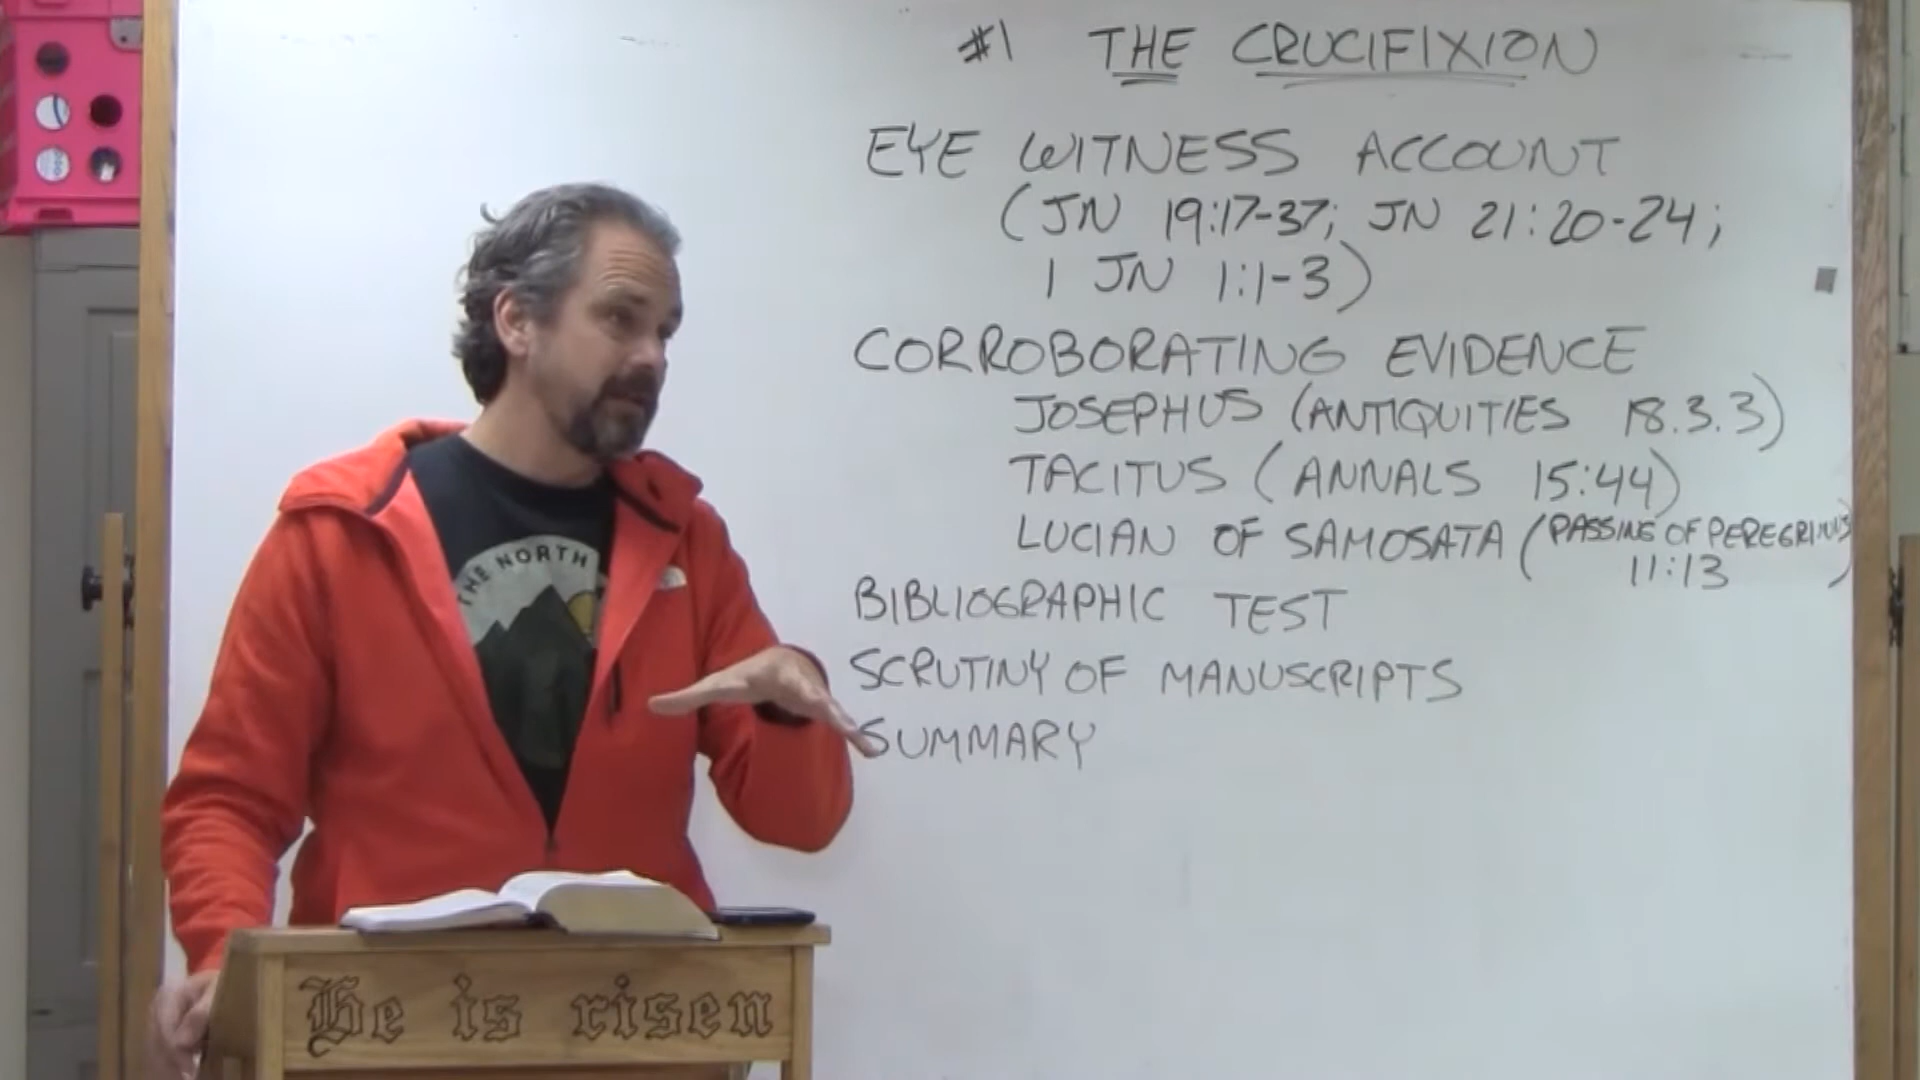 #1 THE CRUCIFIXION
EYE WITNESS ACCOUNT
(JN 19:17-37; JN 21:20-24;
1 JN 1:1-3)
CORROBORATING EVIDENCE
JOSEPHUS (ANTIQUITIES 18.3.3)
TACITUS (ANNALS 15:44)
LUCIAN OF SAMOSATA (PASSING OF PEREGRINUS
11:13)
BIBLIOGRAPHIC TEST
SCRUTINY OF MANUSCRIPTS
SUMMARY
THE NORTH
He is risen